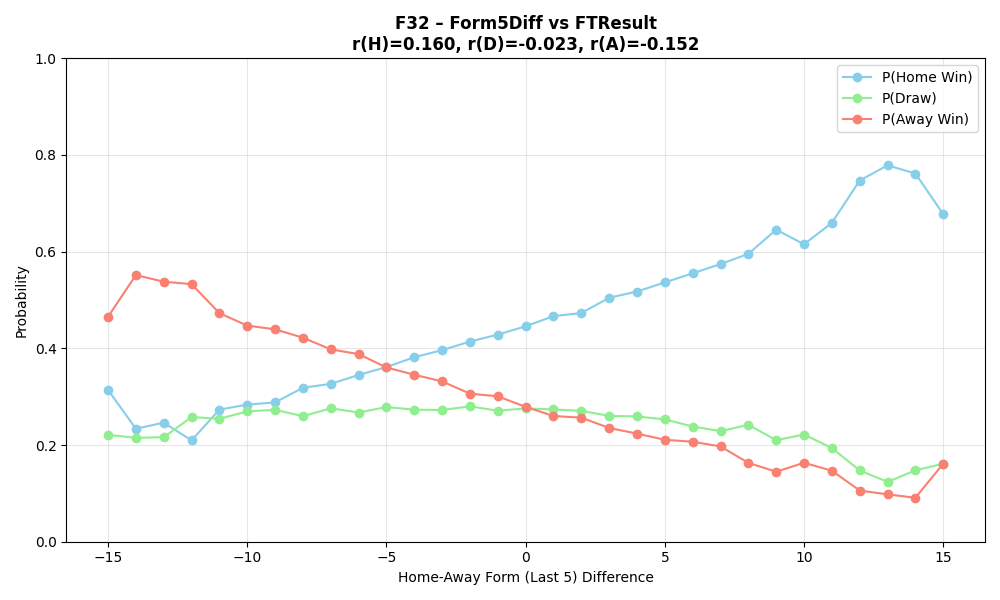 F32 – Form5Diff vs FTResult
r(H)=0.160, r(D)=-0.023, r(A)=-0.152
P(Home Win)
P(Draw)
P(Away Win)
1.0
0.8
0.6
0.4
0.2
0.0
Probability
−15
−10
−5
0
5
10
15
Home-Away Form (Last 5) Difference